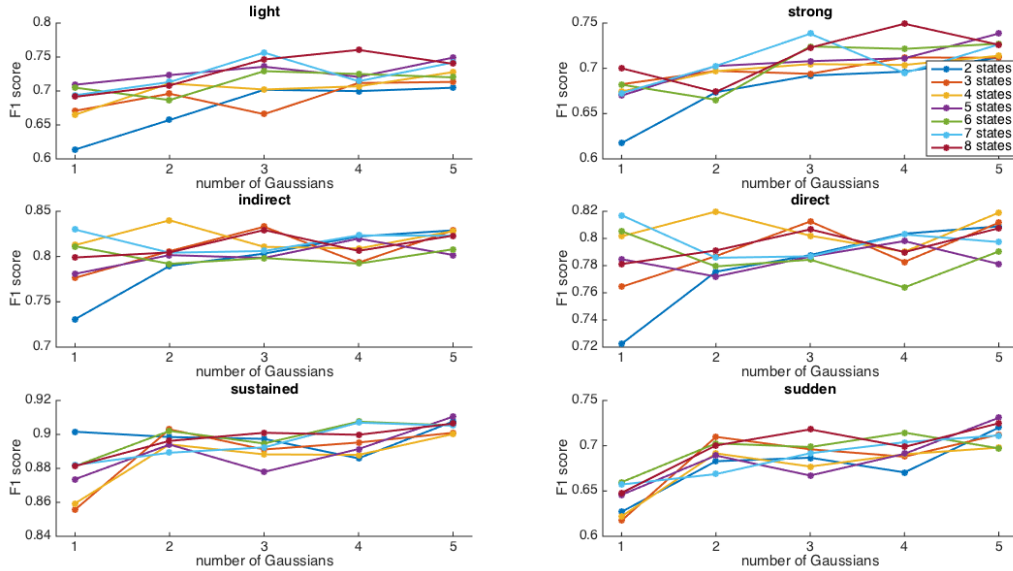 light
0.8
0.75
0.7
0.65
0.6
F1 score
1 2 3 4 5
number of Gaussians
strong
0.75
0.7
0.65
0.6
F1 score
2 states
3 states
4 states
5 states
6 states
7 states
8 states
1 2 3 4 5
number of Gaussians
indirect
0.85
0.8
0.75
0.7
F1 score
1 2 3 4 5
number of Gaussians
direct
0.82
0.8
0.78
0.76
0.74
0.72
F1 score
1 2 3 4 5
number of Gaussians
sustained
0.92
0.9
0.88
0.86
0.84
F1 score
1 2 3 4 5
number of Gaussians
sudden
0.75
0.7
0.65
0.6
F1 score
1 2 3 4 5
number of Gaussians